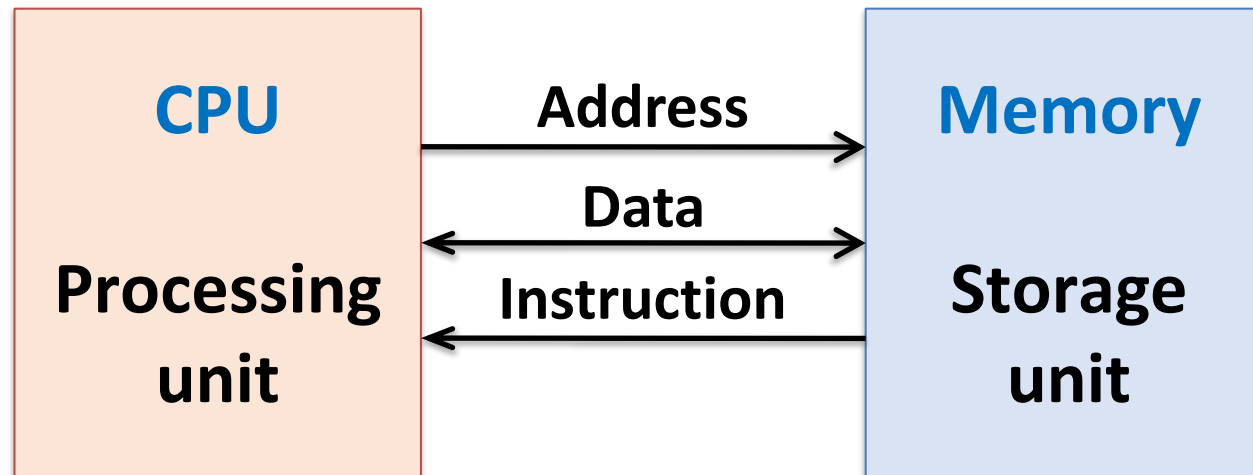 CPU
Processing
unit
Address
Data
Instruction
Memory
Storage
unit